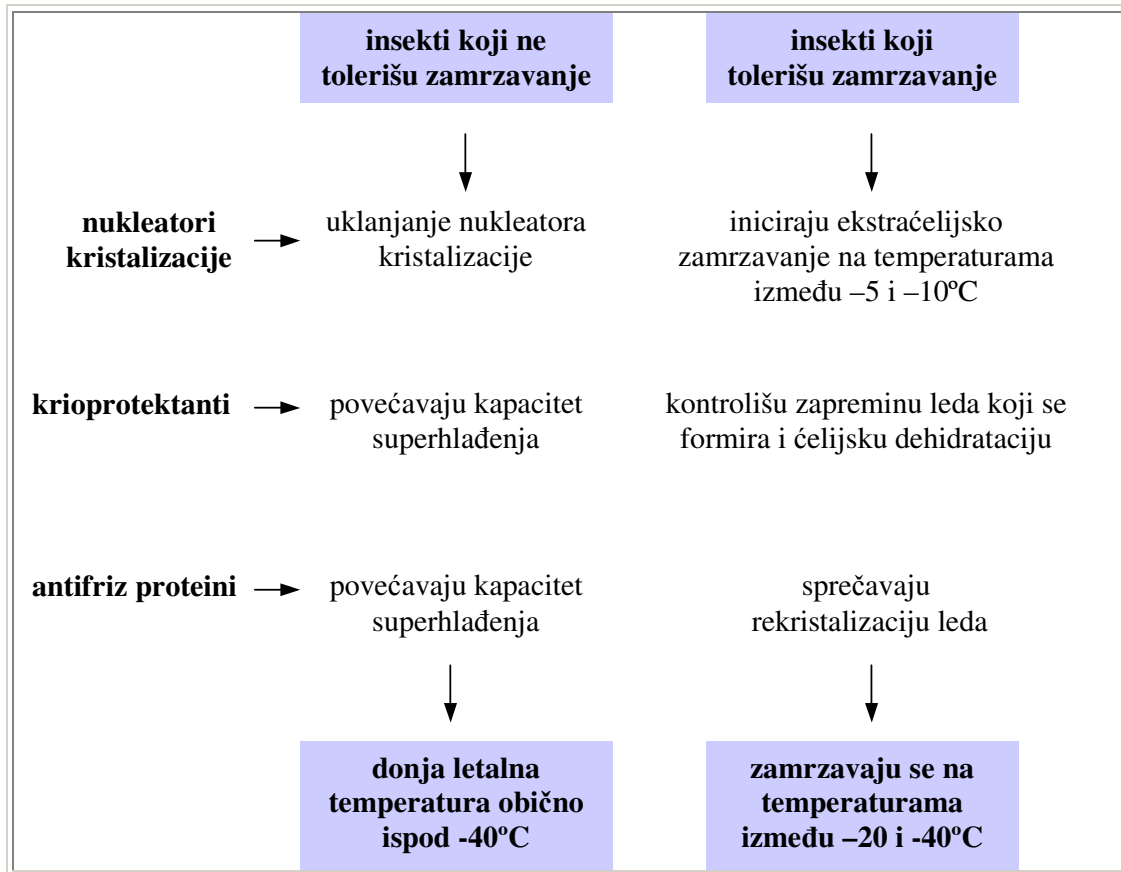 insekti koji ne
tolerišu zamrzavanje
insekti koji
tolerišu zamrzavanje
nukleatori
kristalizacije
uklanjanje nukleatora
kristalizacije
iniciraju ekstraćelijsko
zamrzavanje na temperaturama
između –5 i –10ºC
krioprotektanti
povećavaju kapacitet
superhlađenja
kontrolišu zapreminu leda koji se
formira i ćelijsku dehidrataciju
antifriz proteini
povećavaju kapacitet
superhlađenja
sprečavaju
rekristalizaciju leda
donja letalna
temperatura obično
ispod -40ºC
zamrzavaju se na
temperaturama
između –20 i -40ºC